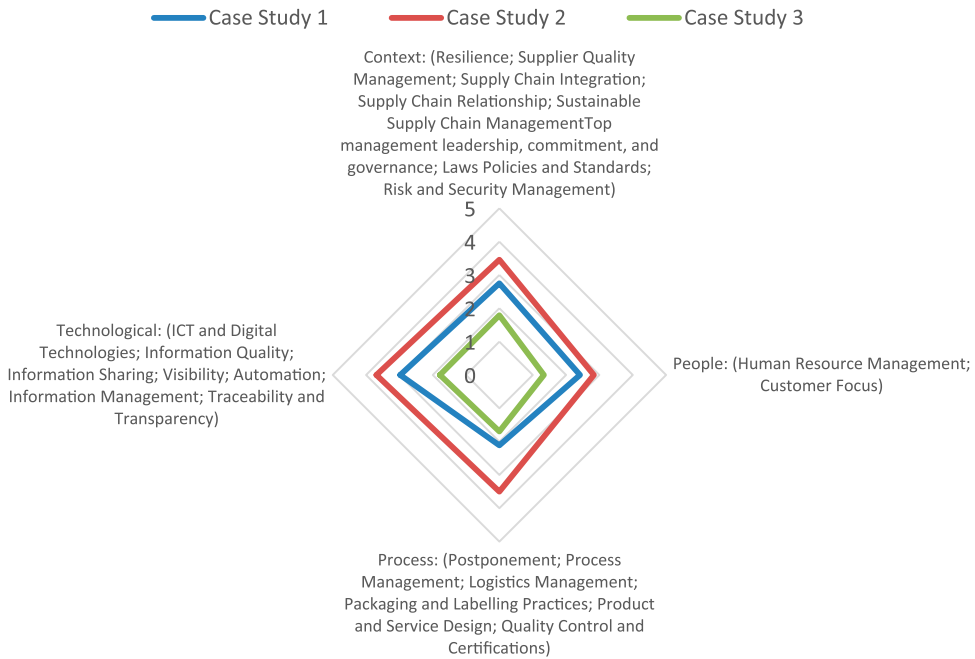 Case Study 1 Case Study 2 Case Study 3
Context: (Resilience; Supplier Quality
Management; Supply Chain Integration;
Supply Chain Relationship; Sustainable
Supply Chain ManagementTop
management leadership, commitment, and
governance; Laws Policies and Standards;
Risk and Security Management)
5
4
3
2
1
0
Technological: (ICT and Digital
Technologies; Information Quality;
Information Sharing; Visibility; Automation;
Information Management; Traceability and
Transparency)
People: (Human Resource Management;
Customer Focus)
Process: (Postponement; Process
Management; Logistics Management;
Packaging and Labelling Practices; Product
and Service Design; Quality Control and
Certifications)